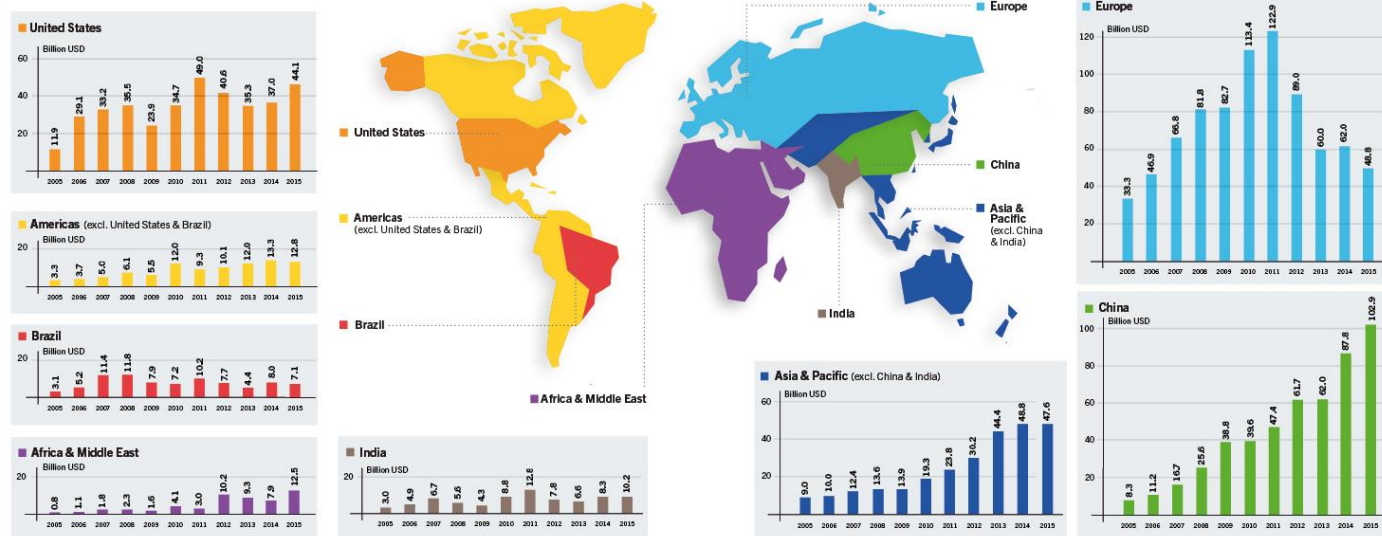 United States
Billion USD
60
40
20
11.9 29.1 33.2 35.5 23.9 34.7 49.0 40.6 35.3 37.0 44.1
2005 2006 2007 2008 2009 2010 2011 2012 2013 2014 2015
Americas (excl. United States & Brazil)
Billion USD
20
3.3 3.7 5.0 6.1 5.5 12.0 9.3 10.1 12.0 13.3 12.8
2005 2006 2007 2008 2009 2010 2011 2012 2013 2014 2015
Brazil
Billion USD
20
3.1 5.2 11.4 11.8 7.9 7.2 10.2 7.7 4.4 8.0 7.1
2005 2006 2007 2008 2009 2010 2011 2012 2013 2014 2015
Africa & Middle East
Billion USD
20
0.8 1.1 1.8 2.3 1.6 4.1 3.0 10.2 9.3 7.9 12.5
2005 2006 2007 2008 2009 2010 2011 2012 2013 2014 2015
United States
Americas
(excl. United States & Brazil)
Brazil
Africa & Middle East
India
Europe
China
Asia &
Pacific
(excl. China
& India)
India
Billion USD
20
3.0 4.9 6.7 5.6 4.3 8.8 12.8 7.8 6.6 8.3 10.2
2005 2006 2007 2008 2009 2010 2011 2012 2013 2014 2015
Asia & Pacific (excl. China & India)
Billion USD
60
40
20
9.0 10.0 12.4 13.6 13.9 19.3 23.8 30.2 44.4 48.8 47.6
2005 2006 2007 2008 2009 2010 2011 2012 2013 2014 2015
Europe
Billion USD
120
100
80
60
40
20
33.3 46.9 66.8 81.8 82.7 113.4 122.9 89.0 60.0 62.0 48.8
2005 2006 2007 2008 2009 2010 2011 2012 2013 2014 2015
China
Billion USD
100
80
60
40
20
8.3 11.2 16.7 25.6 38.8 39.6 47.4 61.7 62.0 87.8 102.9
2005 2006 2007 2008 2009 2010 2011 2012 2013 2014 2015